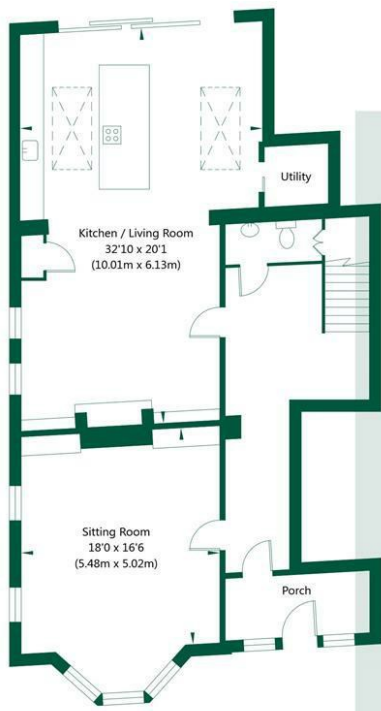 Utility
Kitchen / Living Room
32'10 x 20'1
(10.01m x 6.13m)
Sitting Room
18'0 x 16'6
(5.48m x 5.02m)
Porch